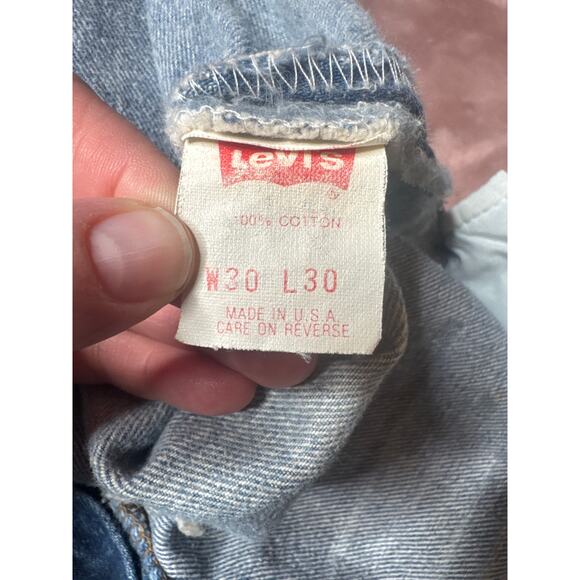 Levi's
100% COTTON
W30 L30
MADE IN U.S.A.
CARE ON REVERSE